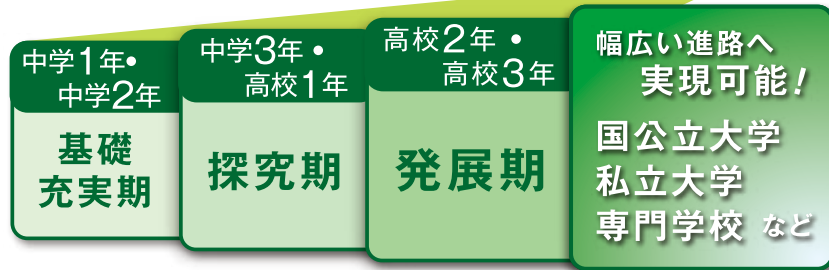 中学1年・
中学2年
基礎
充実期
中学3年・
高校1年
探究期
高校2年・
高校3年
発展期
幅広い進路へ
実現可能！
国公立大学
私立大学
専門学校 など